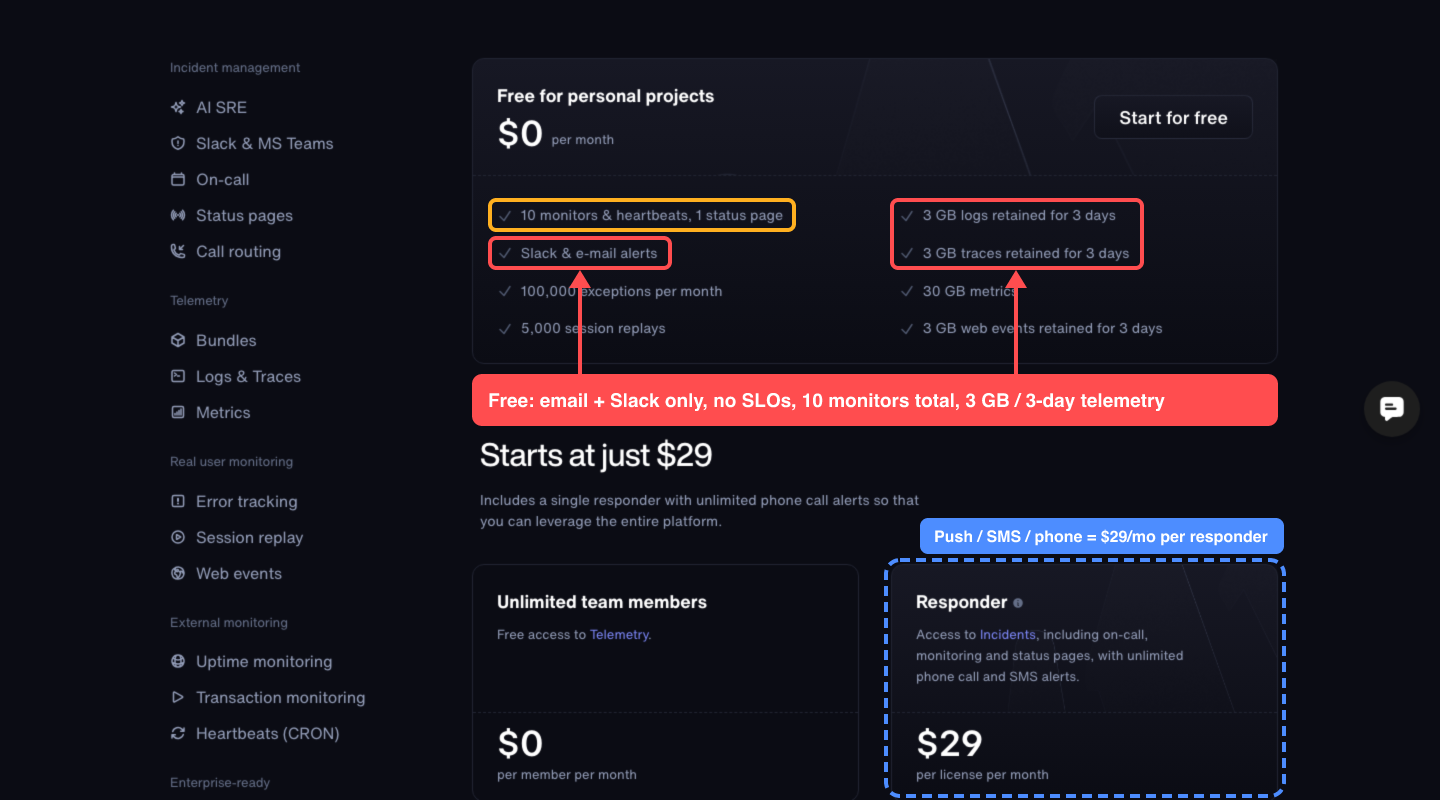 Incident management
AI SRE
Slack & MS Teams
On-call
Status pages
Call routing
Telemetry
Bundles
Logs & Traces
Metrics
Real user monitoring
Error tracking
Session replay
Web events
External monitoring
Uptime monitoring
Transaction monitoring
Heartbeats (CRON)
Enterprise-ready
Free for personal projects
$0 per month
Start for free
10 monitors & heartbeats, 1 status page
Slack & e-mail alerts
100,000 exceptions per month
5,000 session replays
3 GB logs retained for 3 days
3 GB traces retained for 3 days
30 GB metrics
3 GB web events retained for 3 days
Free: email + Slack only, no SLOs, 10 monitors total, 3 GB / 3-day telemetry
Starts at just $29
Includes a single responder with unlimited phone call alerts so that
you can leverage the entire platform.
Push / SMS / phone = $29/mo per responder
Unlimited team members
Free access to Telemetry.
$0
per member per month
Responder
Access to Incidents, including on-call,
monitoring and status pages, with unlimited
phone call and SMS alerts.
$29
per license per month